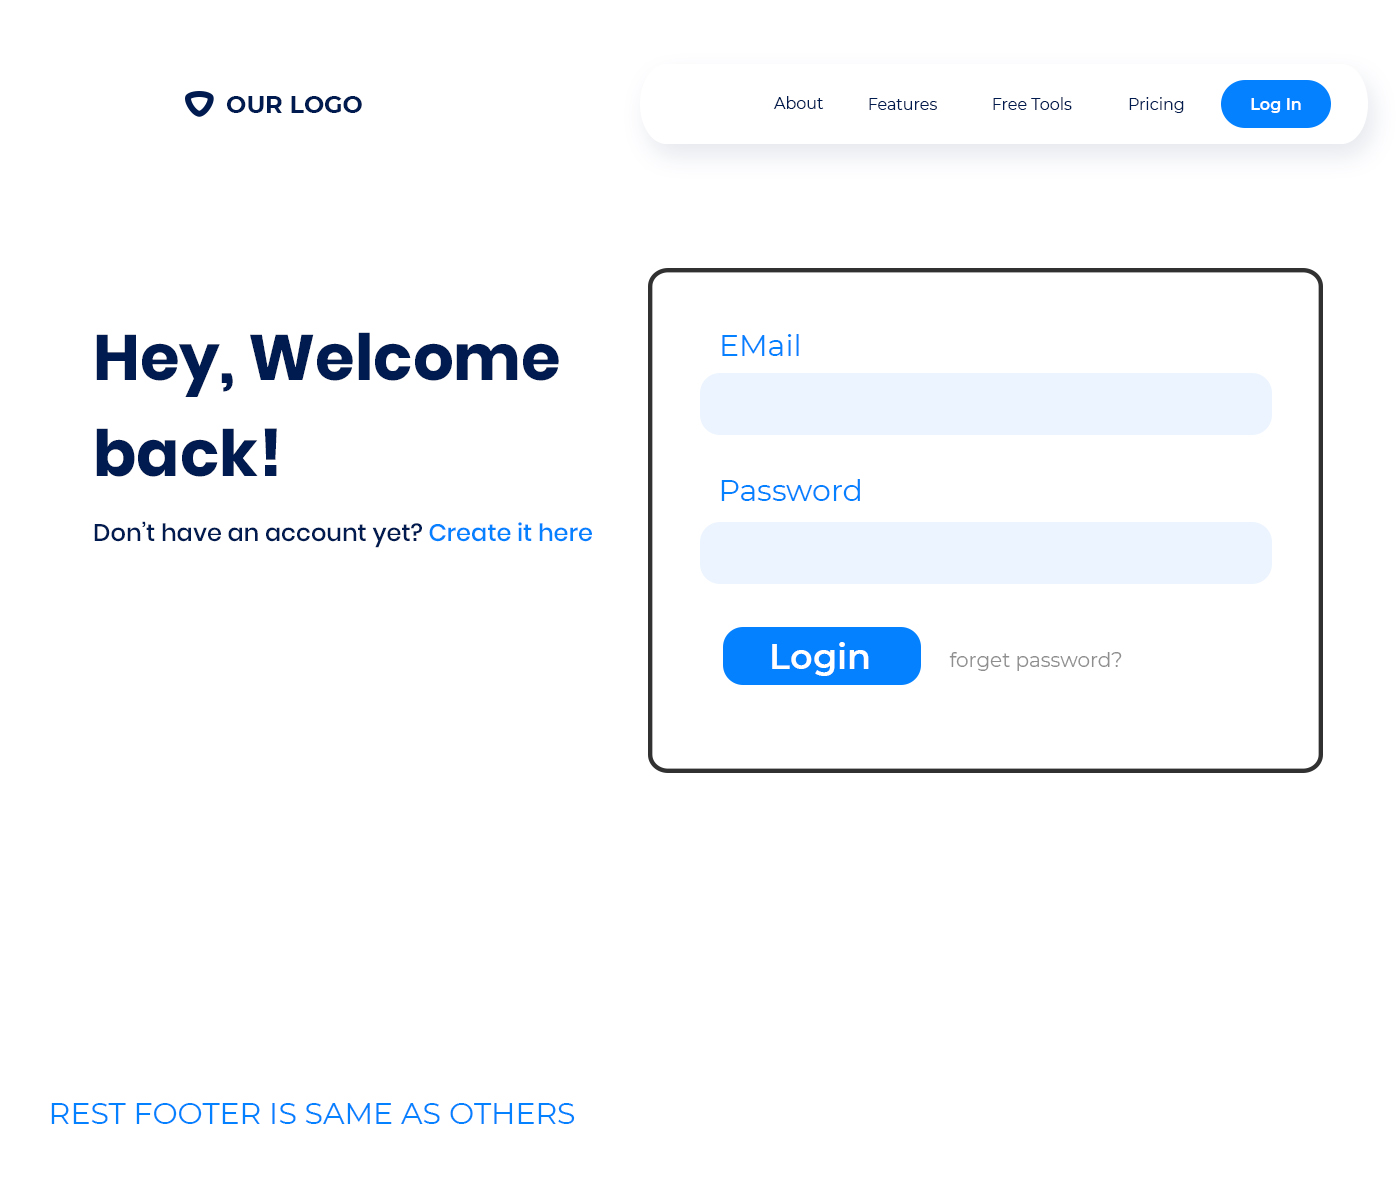 OUR LOGO
About
Features
Free Tools
Pricing
Log In
Hey, Welcome
back!
Don’t have an account yet? Create it here
EMail
Password
Login
forget password?
REST FOOTER IS SAME AS OTHERS